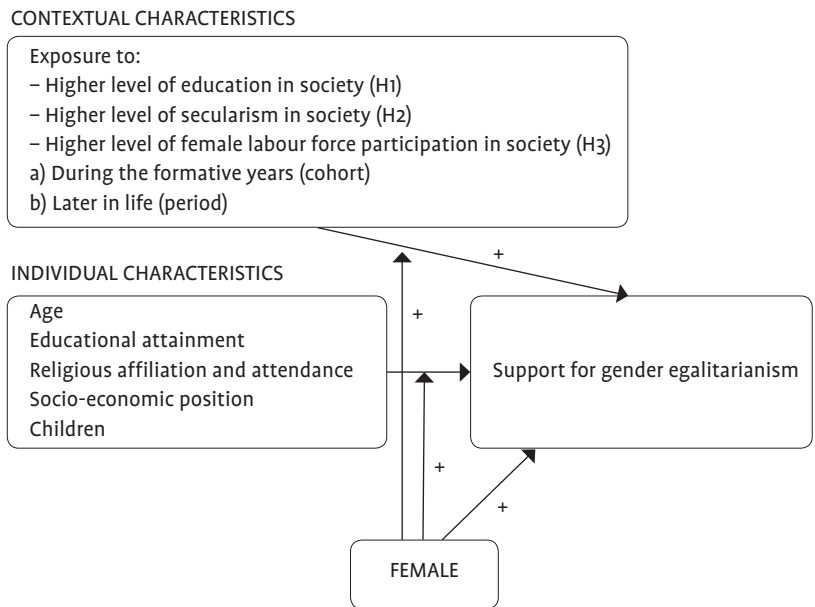 CONTEXTUAL CHARACTERISTICS
Exposure to:
– Higher level of education in society (H1)
– Higher level of secularism in society (H2)
– Higher level of female labour force participation in society (H3)
a) During the formative years (cohort)
b) Later in life (period)
+
INDIVIDUAL CHARACTERISTICS
+
Age
Educational attainment
Religious affiliation and attendance
Socio-economic position
Children
Support for gender egalitarianism
+
+
FEMALE